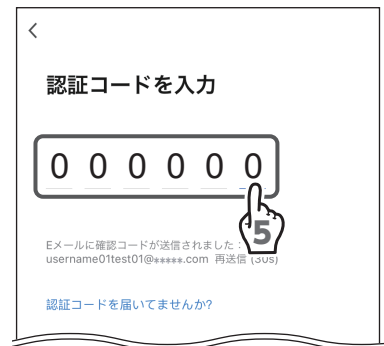 認証コードを入力
0 0 0 0 0 0
5
Eメールに確認コードが送信されました：
username01test01@*****.com 再送信 (30s)
認証コードを届いてませんか?